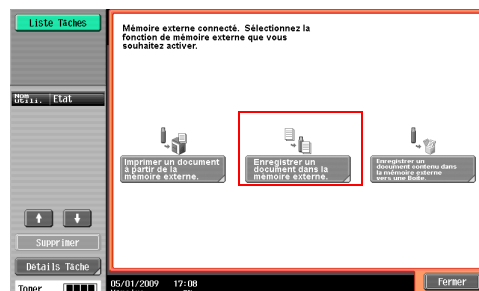 Liste Tâches
Mémoire externe connecté. Sélectionnez la
fonction de mémoire externe que vous
souhaitez activer.
Nom
Utili.
Etat
Imprimer un document
à partir de la
mémoire externe.
Enregistrer un
document dans la
mémoire externe.
Enregistrer un
document contenu dans
la mémoire externe
vers une Boîte.
Supprimer
Détails Tâche
Toner
05/01/2009 17:08
Fermer